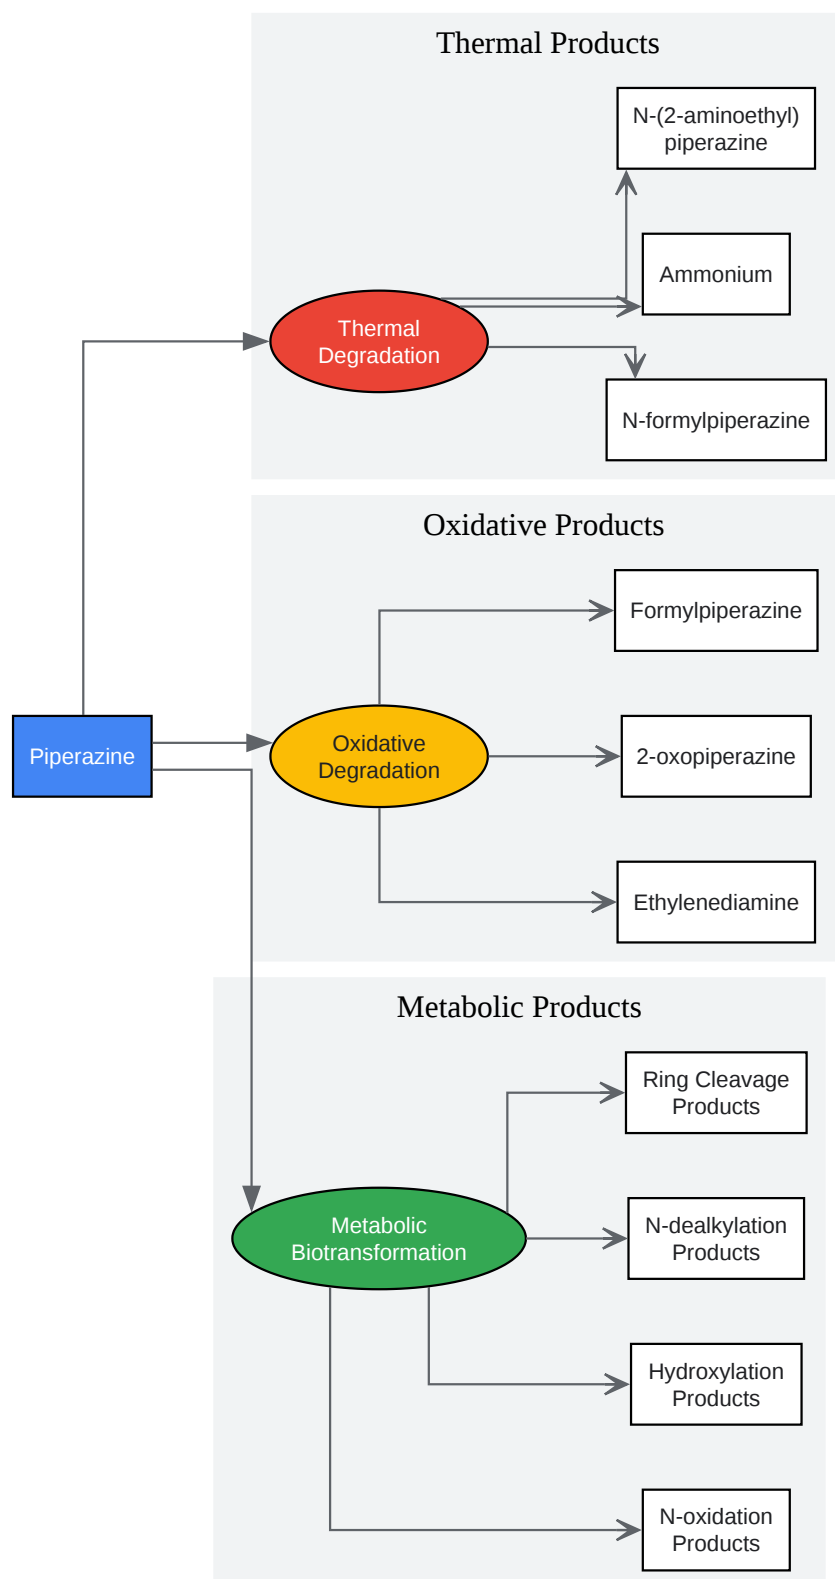 Thermal Products
N-(2-aminoethyl)
piperazine
Ammonium
Thermal
Degradation
N-formylpiperazine
Oxidative Products
Formylpiperazine
Piperazine
Oxidative
Degradation
2-oxopiperazine
Ethylenediamine
Metabolic Products
Ring Cleavage
Products
Metabolic
Biotransformation
N-dealkylation
Products
Hydroxylation
Products
N-oxidation
Products